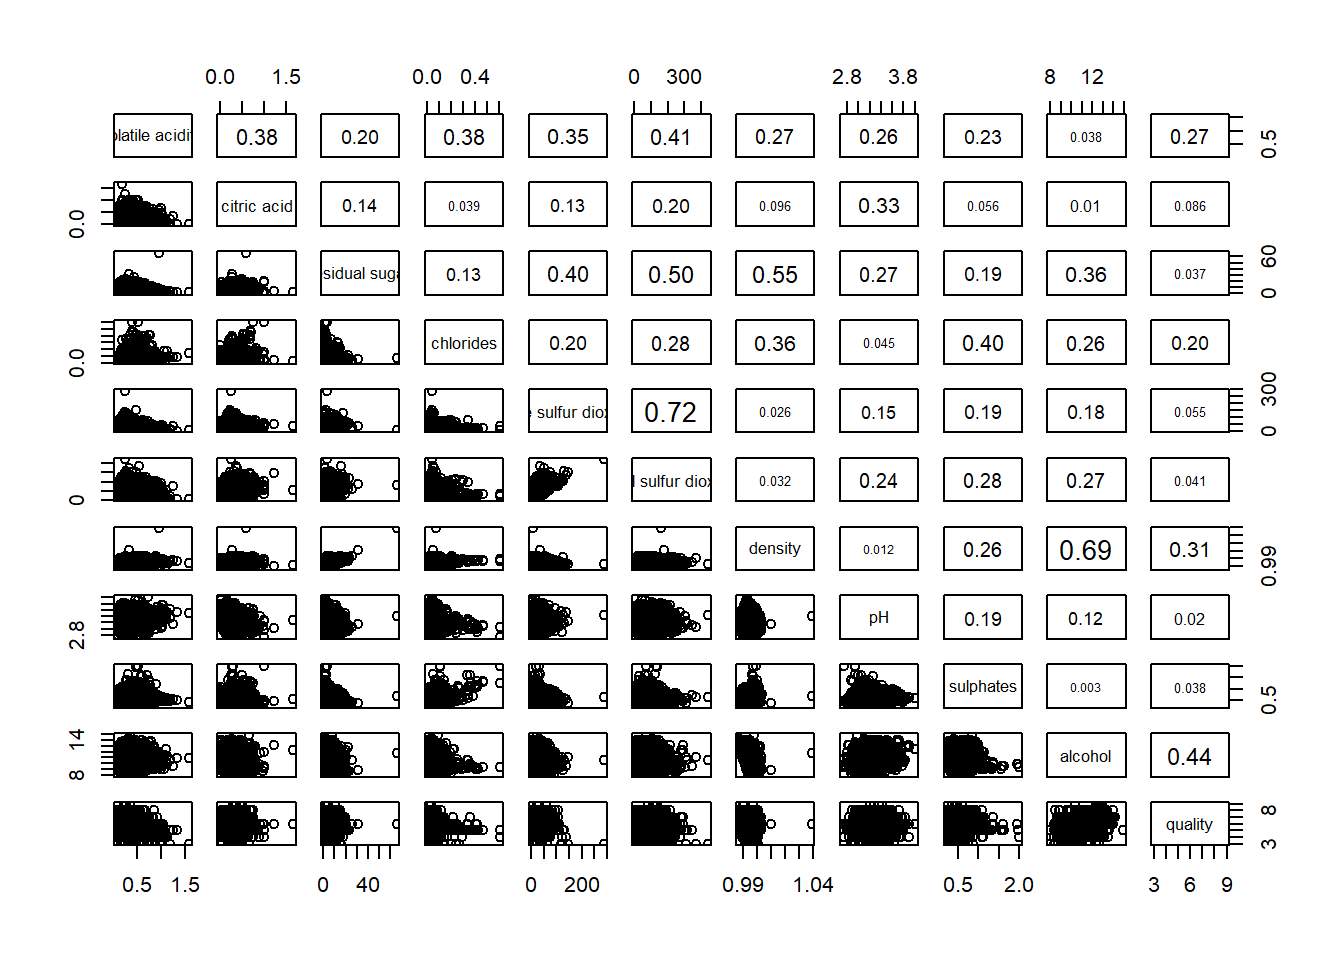 0.0 1.5 0.0 0.4 0 300 2.8 3.8 8 12
olatile acidi 0.38 0.20 0.38 0.35 0.41 0.27 0.26 0.23 0.038 0.27 0.5
0.0 citric acid 0.14 0.039 0.13 0.20 0.096 0.33 0.056 0.01 0.086
sidual suga 0.13 0.40 0.50 0.55 0.27 0.19 0.36 0.037 0 60
0.0 chlorides 0.20 0.28 0.36 0.045 0.40 0.26 0.20
e sulfur diox 0.72 0.026 0.15 0.19 0.18 0.055 0 300
0 l sulfur diox 0.032 0.24 0.28 0.27 0.041
density 0.012 0.26 0.69 0.31 0.99
2.8 pH 0.19 0.12 0.02
sulphates 0.003 0.038 0.5
8 14 alcohol 0.44
quality 3 8
0.5 1.5 0 40 0 200 0.99 1.04 0.5 2.0 3 6 9